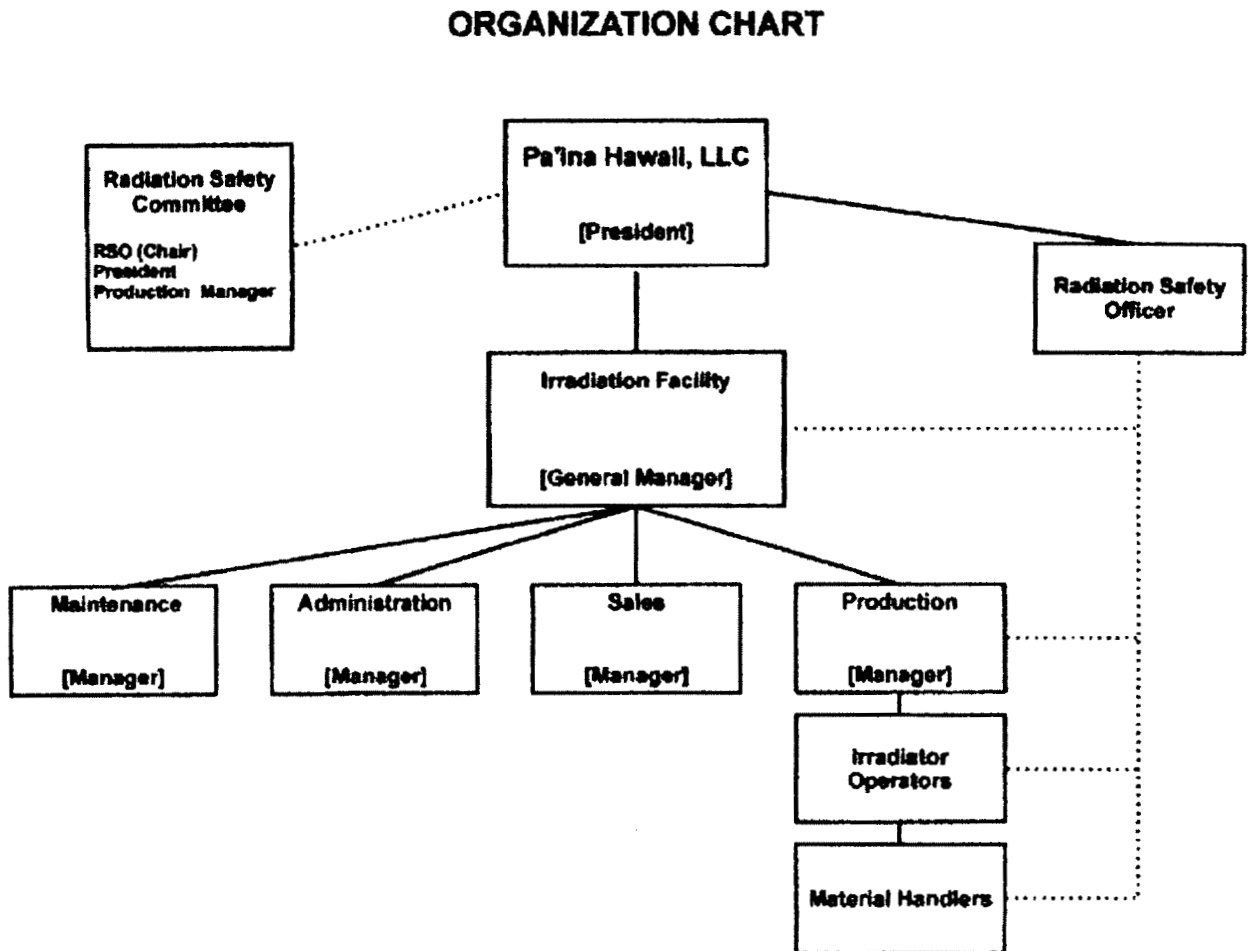 ORGANIZATION CHART
Pa'ina Hawaii, LLC
[President]
Radiation Safety
Committee
RSO (Chair)
President
Production Manager
Radiation Safety
Officer
Irradiation Facility
[General Manager]
Maintenance
[Manager]
Administration
[Manager]
Sales
[Manager]
Production
[Manager]
Irradiator
Operators
Material Handlers